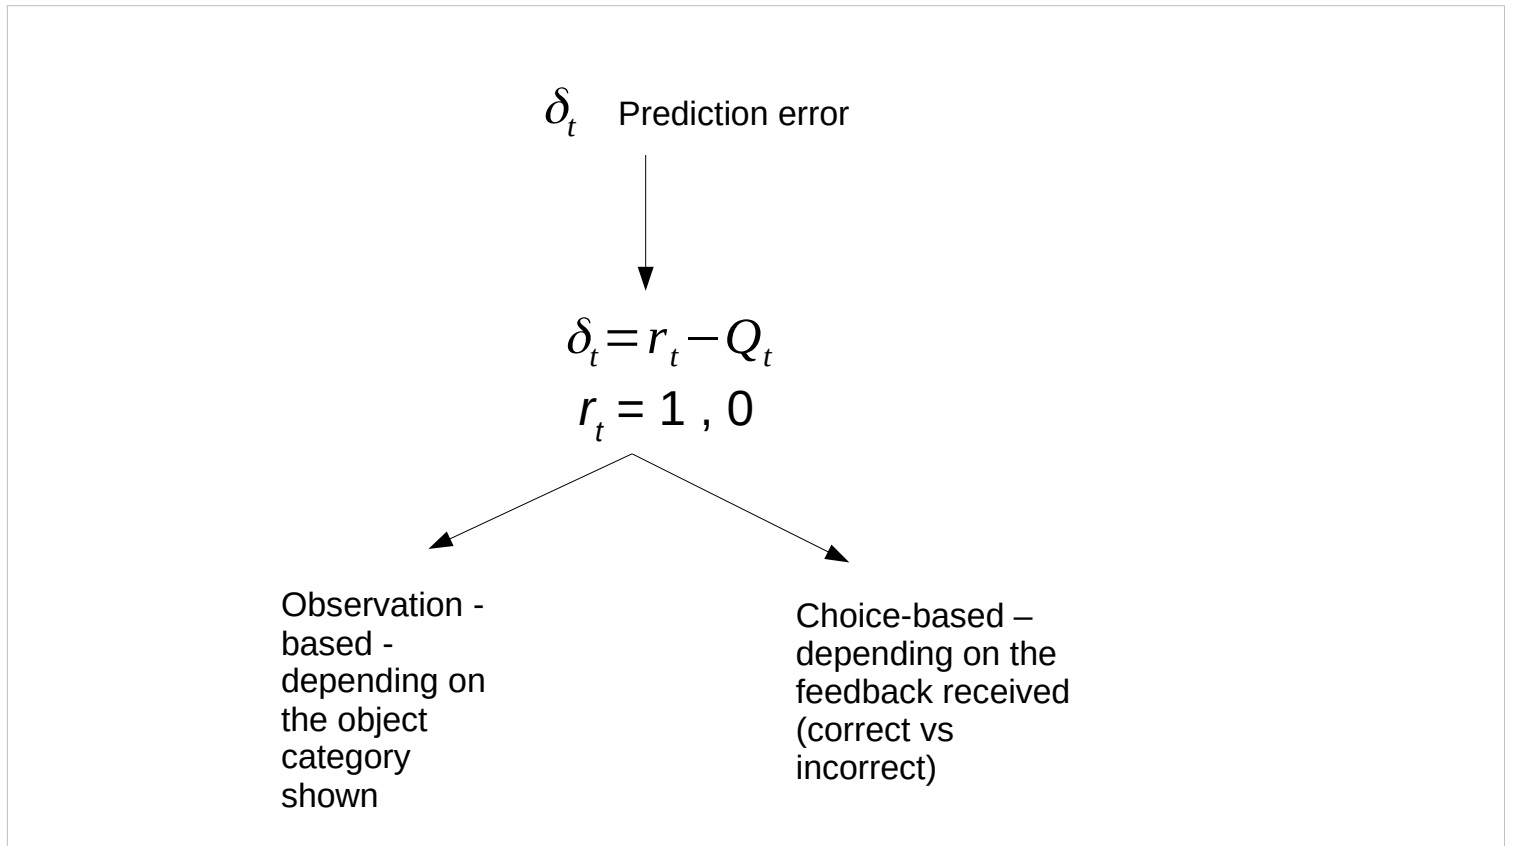 δt Prediction error
δt = rt − Qt
rt = 1 , 0
Observation -
based -
depending on
the object
category
shown
Choice-based –
depending on the
feedback received
(correct vs
incorrect)